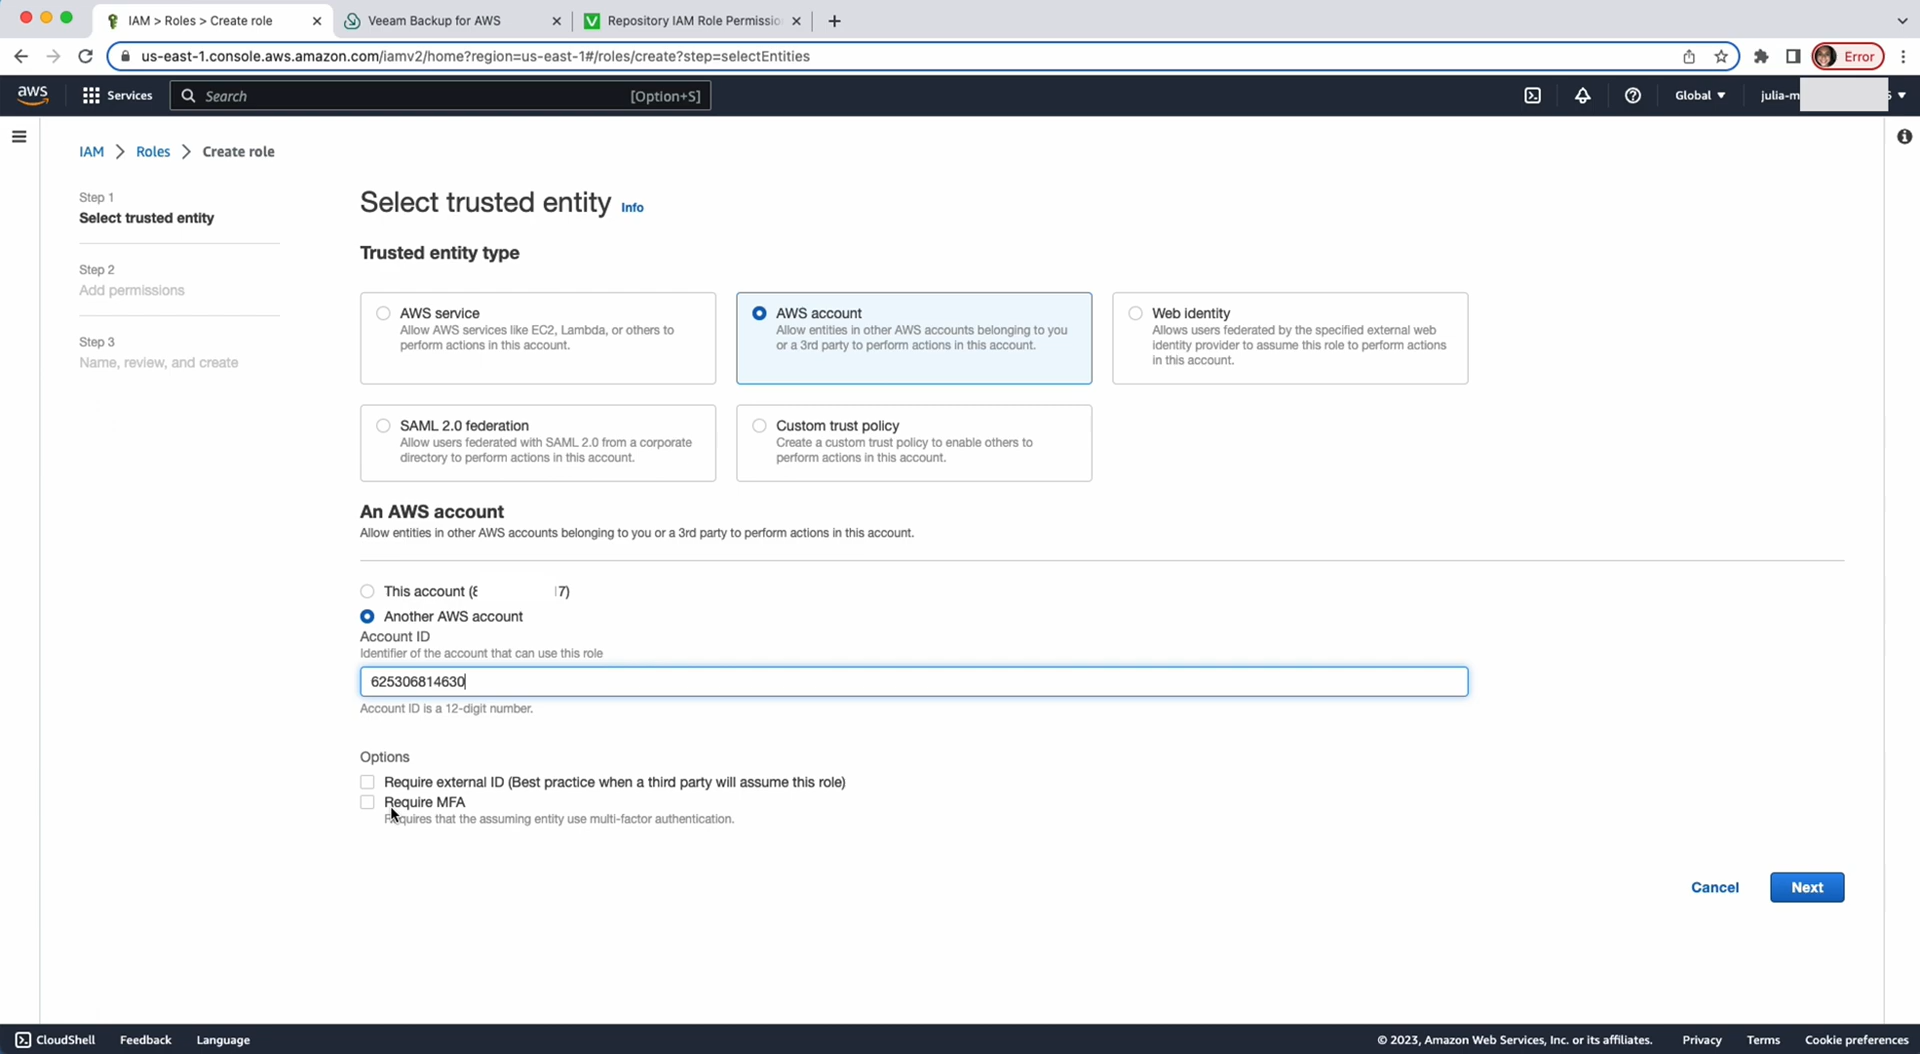 IAM > Roles > Create role
Veeam Backup for AWS
Repository IAM Role Permissio
us-east-1.console.aws.amazon.com/iamv2/home?region=us-east-1#/roles/create?step=selectEntities
Error
aws
Services
Search
[Option+S]
Global
julia-m
IAM > Roles > Create role
Step 1
Select trusted entity
Step 2
Add permissions
Step 3
Name, review, and create
Select trusted entity Info
Trusted entity type
AWS service
Allow AWS services like EC2, Lambda, or others to
perform actions in this account.
AWS account
Allow entities in other AWS accounts belonging to you
or a 3rd party to perform actions in this account.
Web identity
Allows users federated by the specified external web
identity provider to assume this role to perform actions
in this account.
SAML 2.0 federation
Allow users federated with SAML 2.0 from a corporate
directory to perform actions in this account.
Custom trust policy
Create a custom trust policy to enable others to
perform actions in this account.
An AWS account
Allow entities in other AWS accounts belonging to you or a 3rd party to perform actions in this account.
This account (8 7)
Another AWS account
Account ID
Identifier of the account that can use this role
625306814630
Account ID is a 12-digit number.
Options
Require external ID (Best practice when a third party will assume this role)
Require MFA
Requires that the assuming entity use multi-factor authentication.
Cancel
Next
CloudShell
Feedback
Language
© 2023, Amazon Web Services, Inc. or its affiliates.
Privacy
Terms
Cookie preferences